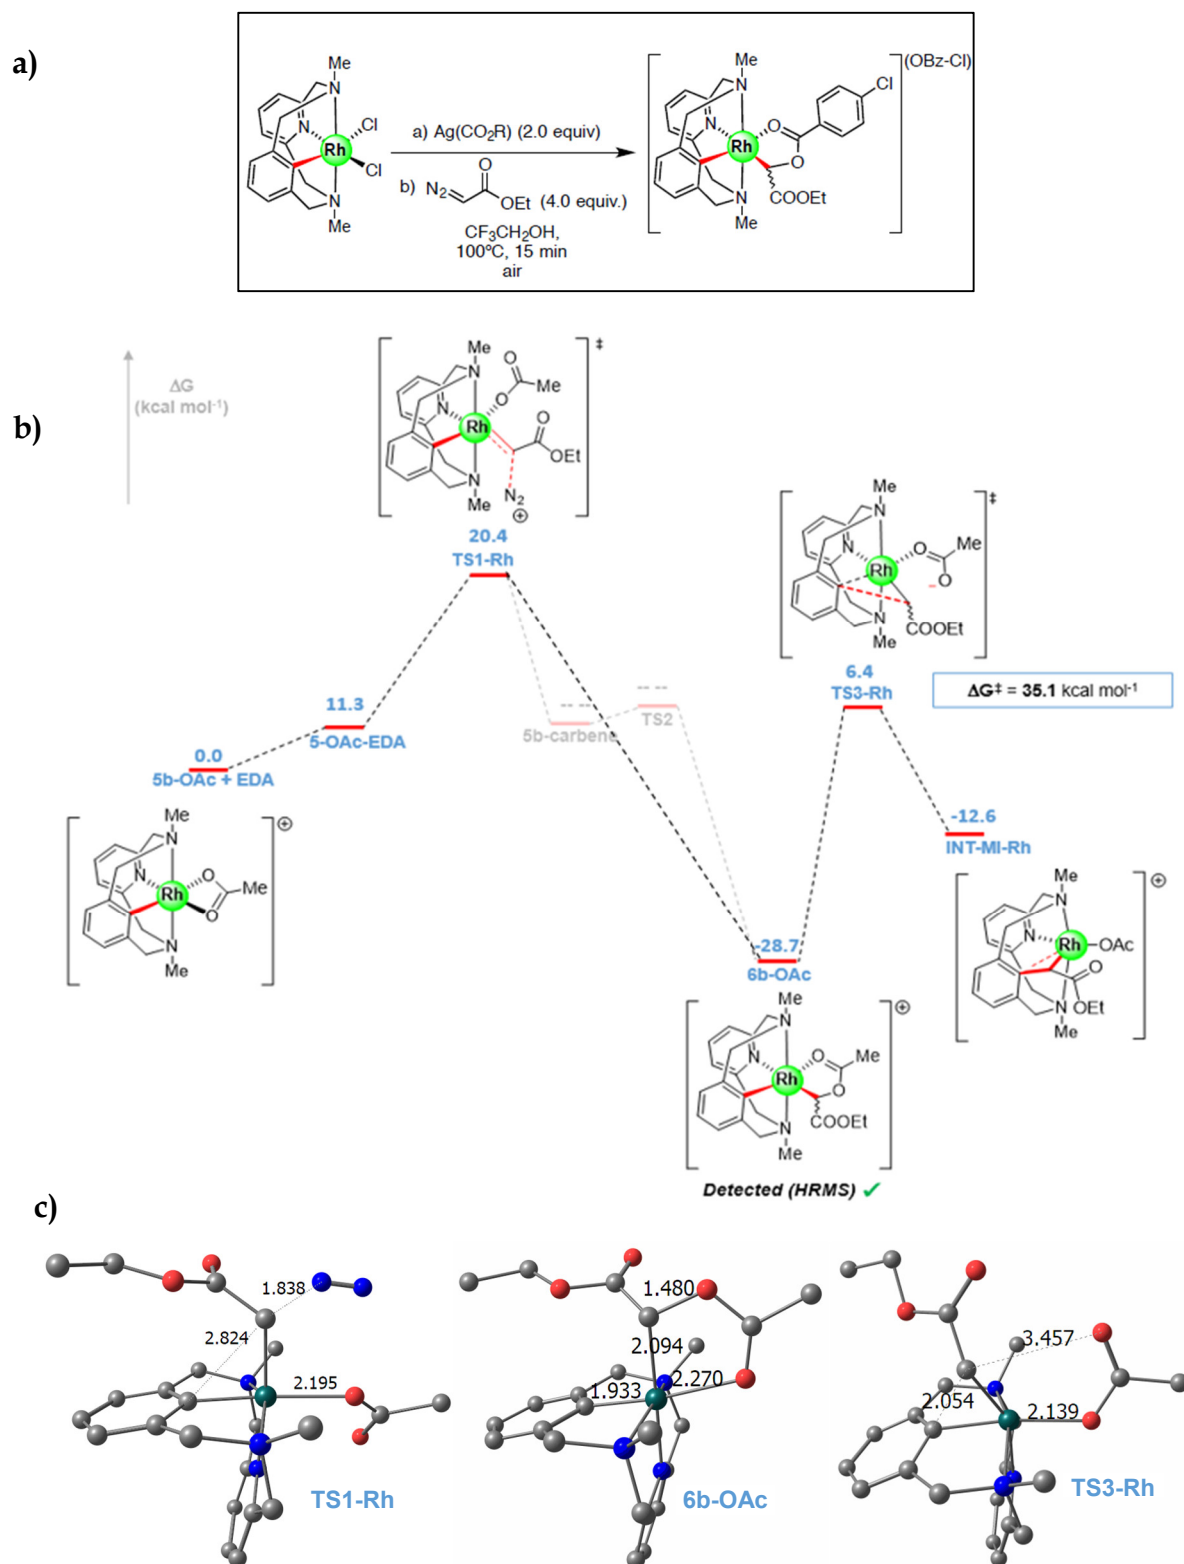 a)
Me
N
N
Cl
Rh
Cl
N
Me
a) Ag(CO2R) (2.0 equiv)
b)
N2
O
OEt (4.0 equiv.)
CF3CH2OH,
100ºC, 15 min
air
(OBz-Cl)
Me
N
N
O
Cl
Rh
O
COOEt
N
Me
b)
ΔG
(kcal mol-1)
‡
Me
N
O
N
O
Me
Rh
O
OEt
N
N2
Me
⊕
20.4
TS1-Rh
‡
Me
N
N
O
Me
Rh
O
−
N
COOEt
Me
6.4
TS3-Rh
ΔG‡ = 35.1 kcal mol-1
11.3
5-OAc-EDA
0.0
5b-OAc + EDA
-- --
5b-carbene
-- --
TS2
-12.6
INT-MI-Rh
-28.7
6b-OAc
⊕
Me
N
N
O
Rh
Me
O
N
Me
⊕
Me
N
N
Rh
OAc
O
OEt
N
Me
⊕
Me
N
N
O
Me
Rh
O
COOEt
N
Me
Detected (HRMS) ✓
c)
1.838
2.824
2.195
TS1-Rh
1.480
2.094
1.933
2.270
6b-OAc
3.457
2.054
2.139
TS3-Rh